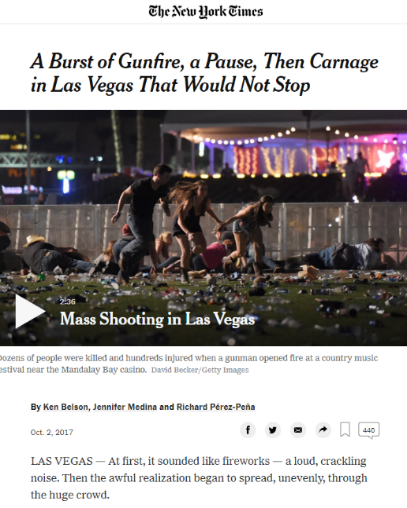 The New York Times
A Burst of Gunfire, a Pause, Then Carnage
in Las Vegas That Would Not Stop
2:36
Mass Shooting in Las Vegas
Dozens of people were killed and hundreds injured when a gunman opened fire at a country music
festival near the Mandalay Bay casino. David Becker/Getty Images
By Ken Belson, Jennifer Medina and Richard Pérez-Peña
Oct. 2, 2017
440
LAS VEGAS — At first, it sounded like fireworks — a loud, crackling
noise. Then the awful realization began to spread, unevenly, through
the huge crowd.